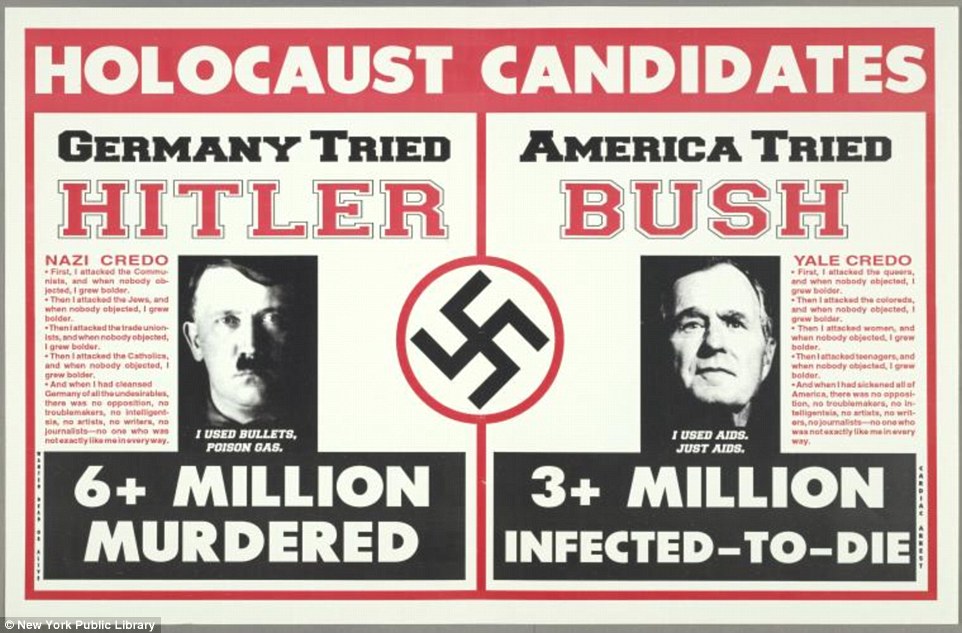 HOLOCAUST CANDIDATES
GERMANY TRIED
HITLER
NAZI CREDO
• First, I attacked the Commu-
nists, and when nobody ob-
jected, I grew bolder.
• Then I attacked the Jews, and
when nobody objected, I grew
bolder.
• Then I attacked the trade union-
ists, and when nobody objected,
I grew bolder.
• Then I attacked the Catholics,
and when nobody objected, I
grew bolder.
• And when I had cleansed
Germany of all the undesirables,
there was no opposition, no
troublemakers, no intelligent-
sia, no artists, no writers, no
journalists—no one who was
not exactly like me in every way.
I USED BULLETS,
POISON GAS.
WANTED DEAD OR ALIVE
6+ MILLION
MURDERED
AMERICA TRIED
BUSH
YALE CREDO
• First, I attacked the queers,
and when nobody objected, I
grew bolder.
• Then I attacked the coloreds,
and when nobody objected, I
grew bolder.
• Then I attacked women, and
when nobody objected, I grew
bolder.
• Then I attacked teenagers, and
when nobody objected, I grew
bolder.
• And when I had sickened all of
America, there was no opposi-
tion, no troublemakers, no in-
telligentsia, no artists, no writ-
ers, no journalists—no one who
was not exactly like me in every
way.
I USED AIDS.
JUST AIDS.
3+ MILLION
INFECTED-TO-DIE
CARDIAC ARREST
© New York Public Library